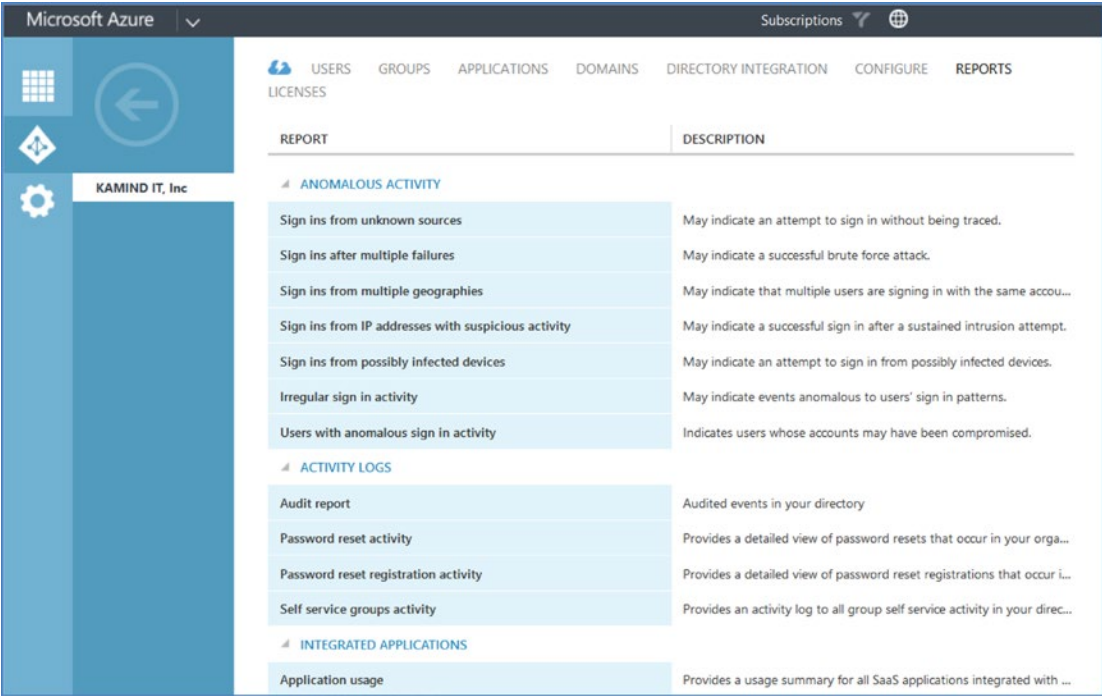 Microsoft Azure
Subscriptions
USERS GROUPS APPLICATIONS DOMAINS DIRECTORY INTEGRATION CONFIGURE REPORTS
LICENSES
KAMIND IT, Inc
REPORT DESCRIPTION
ANOMALOUS ACTIVITY
Sign ins from unknown sources May indicate an attempt to sign in without being traced.
Sign ins after multiple failures May indicate a successful brute force attack.
Sign ins from multiple geographies May indicate that multiple users are signing in with the same accou...
Sign ins from IP addresses with suspicious activity May indicate a successful sign in after a sustained intrusion attempt.
Sign ins from possibly infected devices May indicate an attempt to sign in from possibly infected devices.
Irregular sign in activity May indicate events anomalous to users' sign in patterns.
Users with anomalous sign in activity Indicates users whose accounts may have been compromised.
ACTIVITY LOGS
Audit report Audited events in your directory
Password reset activity Provides a detailed view of password resets that occur in your orga...
Password reset registration activity Provides a detailed view of password reset registrations that occur i...
Self service groups activity Provides an activity log to all group self service activity in your direc...
INTEGRATED APPLICATIONS
Application usage Provides a usage summary for all SaaS applications integrated with ...